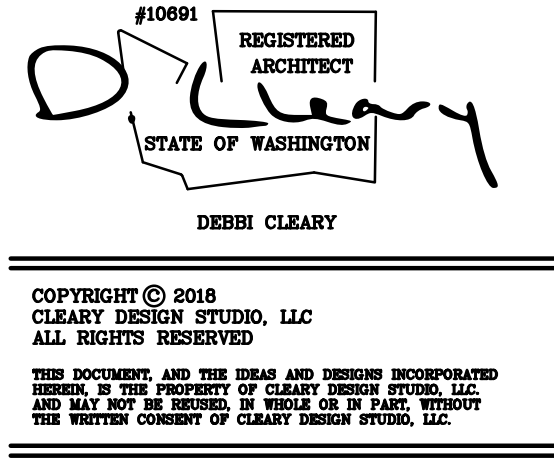 #10691
REGISTERED
ARCHITECT
D Cleary
STATE OF WASHINGTON
DEBBI CLEARY
COPYRIGHT © 2018
CLEARY DESIGN STUDIO, LLC
ALL RIGHTS RESERVED
THIS DOCUMENT, AND THE IDEAS AND DESIGNS INCORPORATED
HEREIN, IS THE PROPERTY OF CLEARY DESIGN STUDIO, LLC.
AND MAY NOT BE REUSED, IN WHOLE OR IN PART, WITHOUT
THE WRITTEN CONSENT OF CLEARY DESIGN STUDIO, LLC.